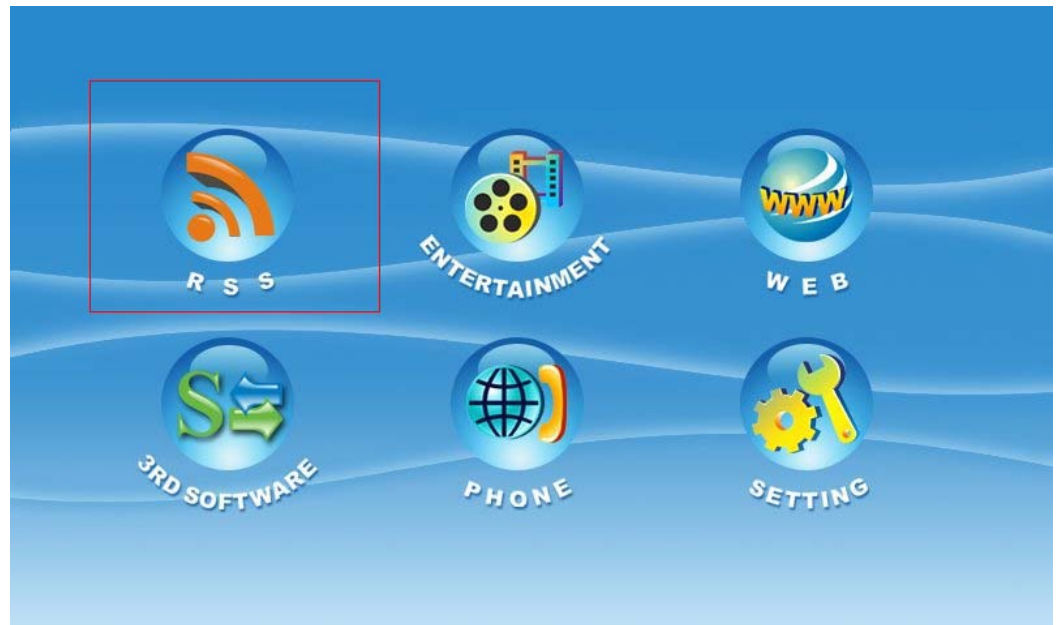 RSS
ENTERTAINMENT
WWW
WEB
S
3RD SOFTWARE
PHONE
SETTING